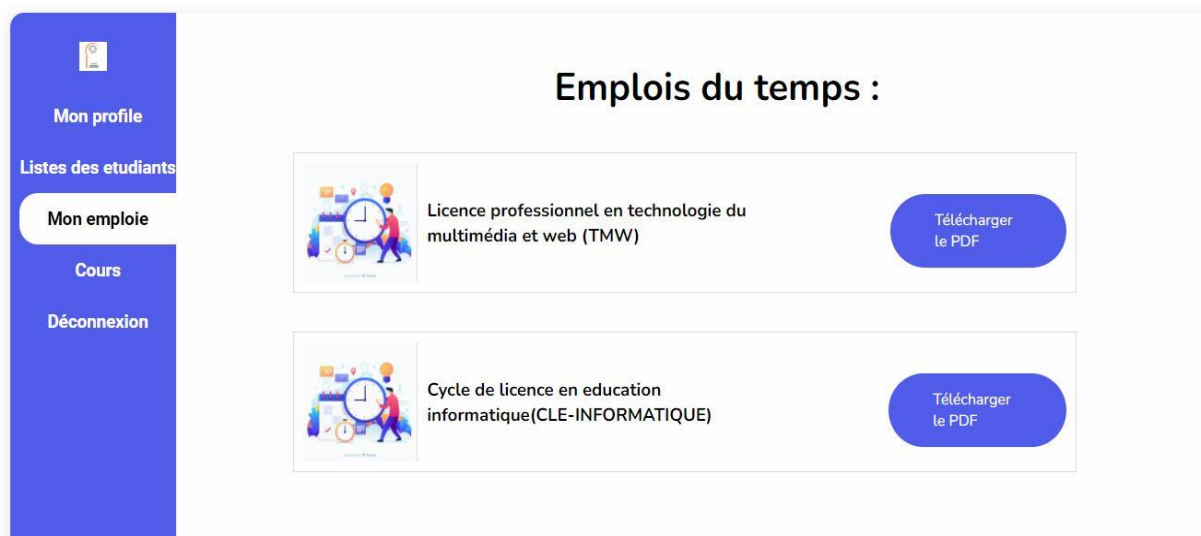 Mon profile
Listes des etudiants
Mon emploie
Cours
Déconnexion
Emplois du temps :
Licence professionnel en technologie du
multimédia et web (TMW)
Télécharger
le PDF
Cycle de licence en education
informatique(CLE-INFORMATIQUE)
Télécharger
le PDF